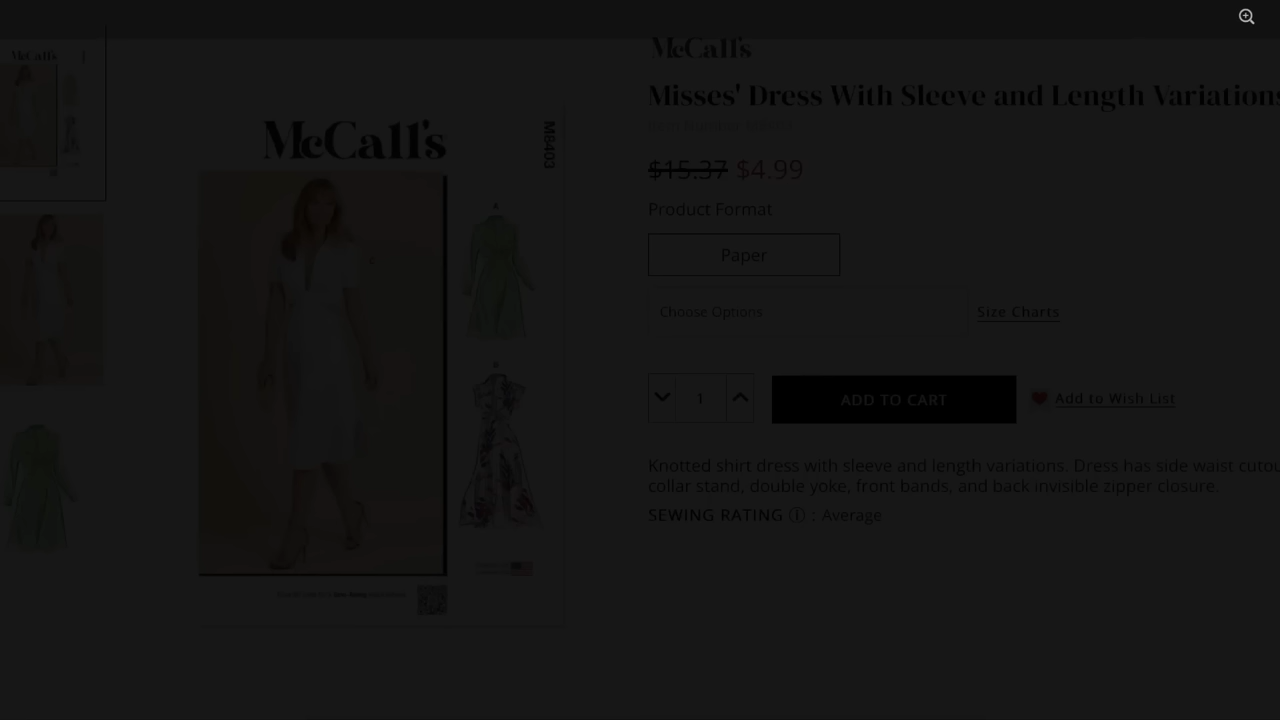 McCall's
McCall's
Misses' Dress With Sleeve and Length Variations
McCall's
M8403
$15.37 $4.99
Product Format
Paper
Choose Options
Size Charts
1
ADD TO CART
Add to Wish List
Knotted shirt dress with sleeve and length variations. Dress has side waist
collar stand, double yoke, front bands, and back invisible zipper closure.
SEWING RATING ⓘ : Average